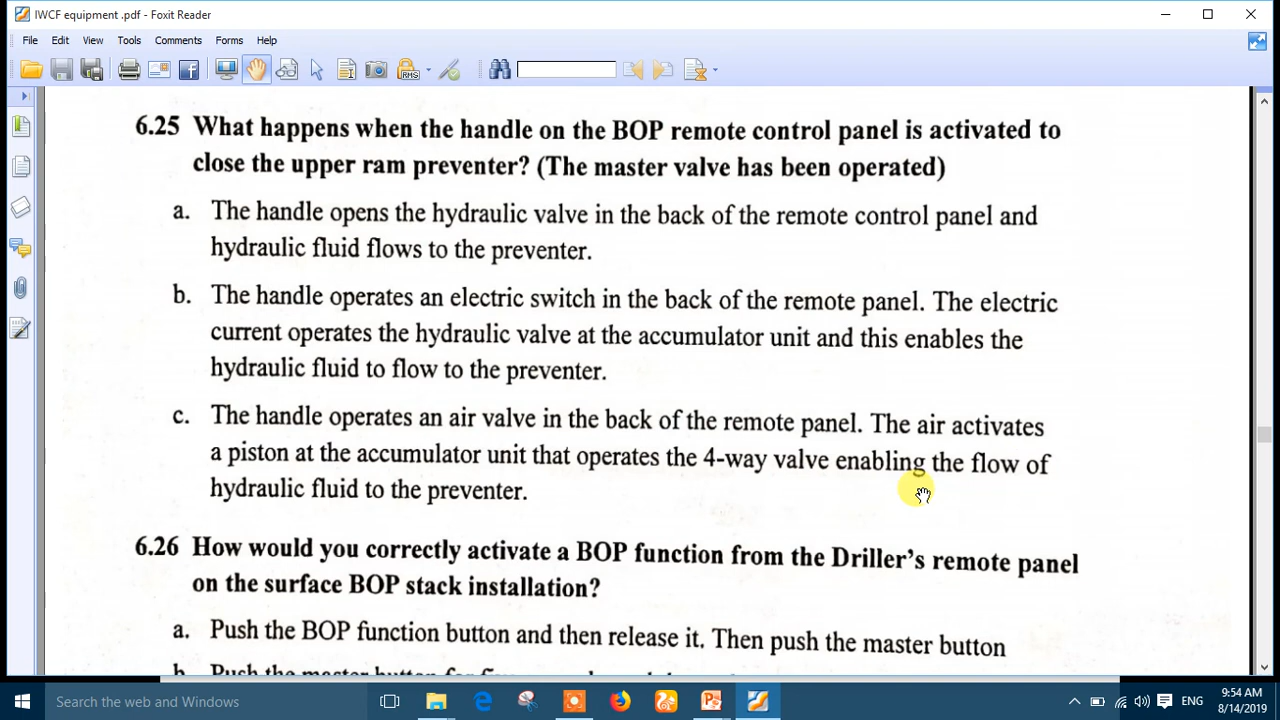 IWCF equipment .pdf - Foxit Reader
File Edit View Tools Comments Forms Help
RMS
6.25 What happens when the handle on the BOP remote control panel is activated to
close the upper ram preventer? (The master valve has been operated)
a. The handle opens the hydraulic valve in the back of the remote control panel and
hydraulic fluid flows to the preventer.
b. The handle operates an electric switch in the back of the remote panel. The electric
current operates the hydraulic valve at the accumulator unit and this enables the
hydraulic fluid to flow to the preventer.
c. The handle operates an air valve in the back of the remote panel. The air activates
a piston at the accumulator unit that operates the 4-way valve enabling the flow of
hydraulic fluid to the preventer.
6.26 How would you correctly activate a BOP function from the Driller's remote panel
on the surface BOP stack installation?
a. Push the BOP function button and then release it. Then push the master button
b. Push the master button for
Search the web and Windows
ENG
9:54 AM
8/14/2019